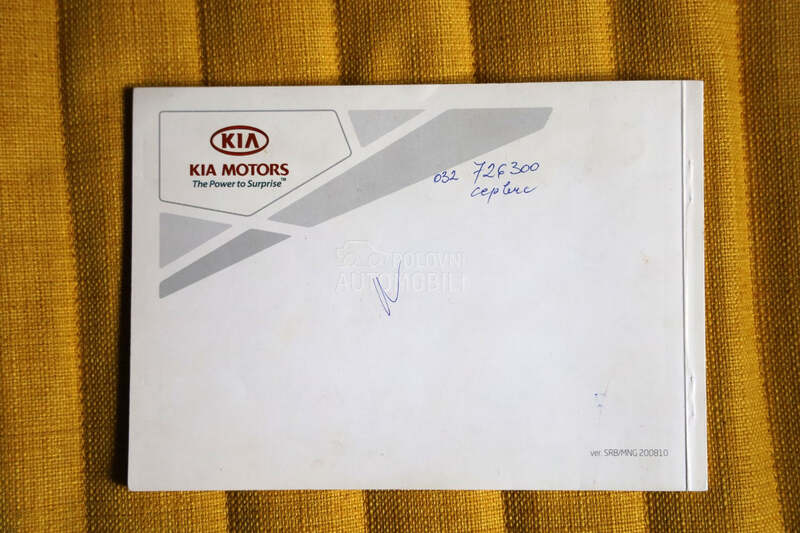 KIA
KIA MOTORS
The Power to Surprise™
032 726300
сервис
POLOVNI
AUTOMOBILI
ver. SRB/MNG 200810